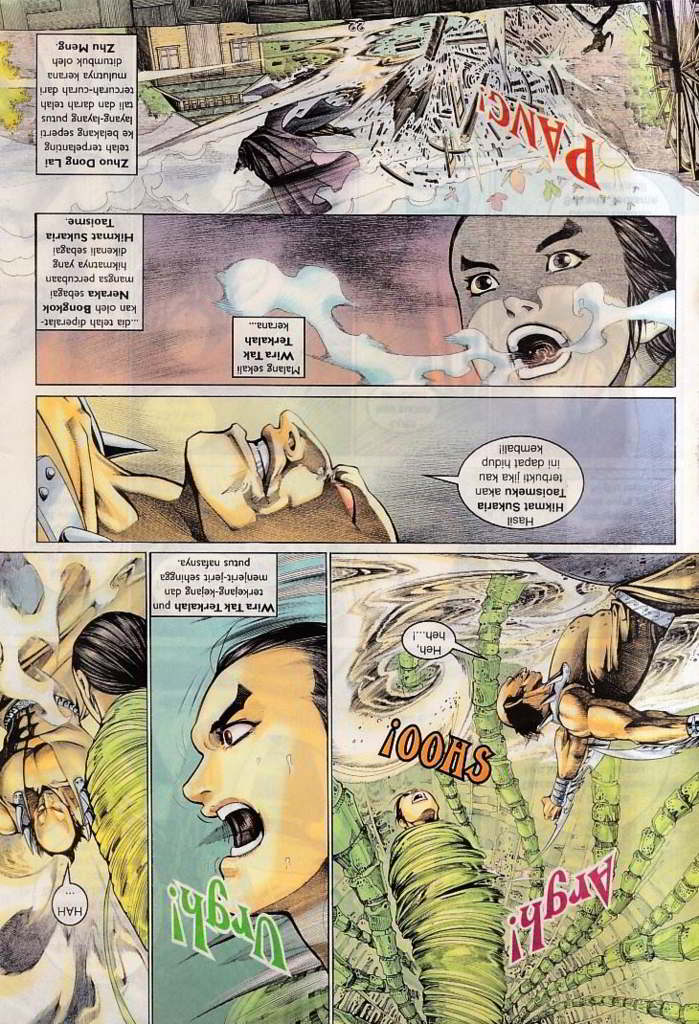 Argh!
SHOO!
Heh,
heh...!
Urgh!
Wira Tak Terkalah pun
terkejang-kejang dan
menjerit-jerit sehingga
putus nafasnya.
HAH
...
Hasil
Hikmat Sukaria
Taoismeku akan
terbukti jika kau
ini dapat hidup
kembali!
Malang sekali
Wira Tak
Terkalah
kerana...
...dia telah diperalat-
kan oleh Bongkok
Neraka sebagai
mangsa percubaan
hikmatnya yang
dikenali sebagai
Hikmat Sukaria
Taoisme.
PANG!
Zhuo Dong Lai
telah terpelanting
ke belakang seperti
layang-layang putus
tali dan darah telah
tercurah-curah dari
mulutnya kerana
ditumbuk oleh
Zhu Meng.
22